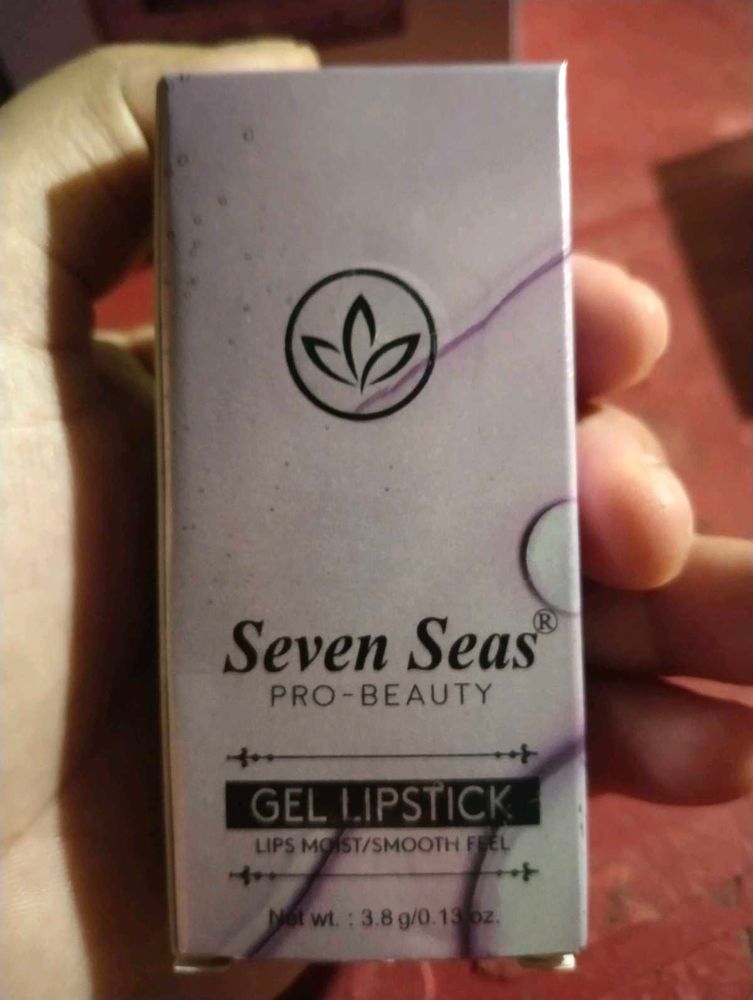 Seven Seas®
PRO-BEAUTY
GEL LIPSTICK
LIPS MOIST/SMOOTH FEEL
Net wt. : 3.8 g/0.13 oz.